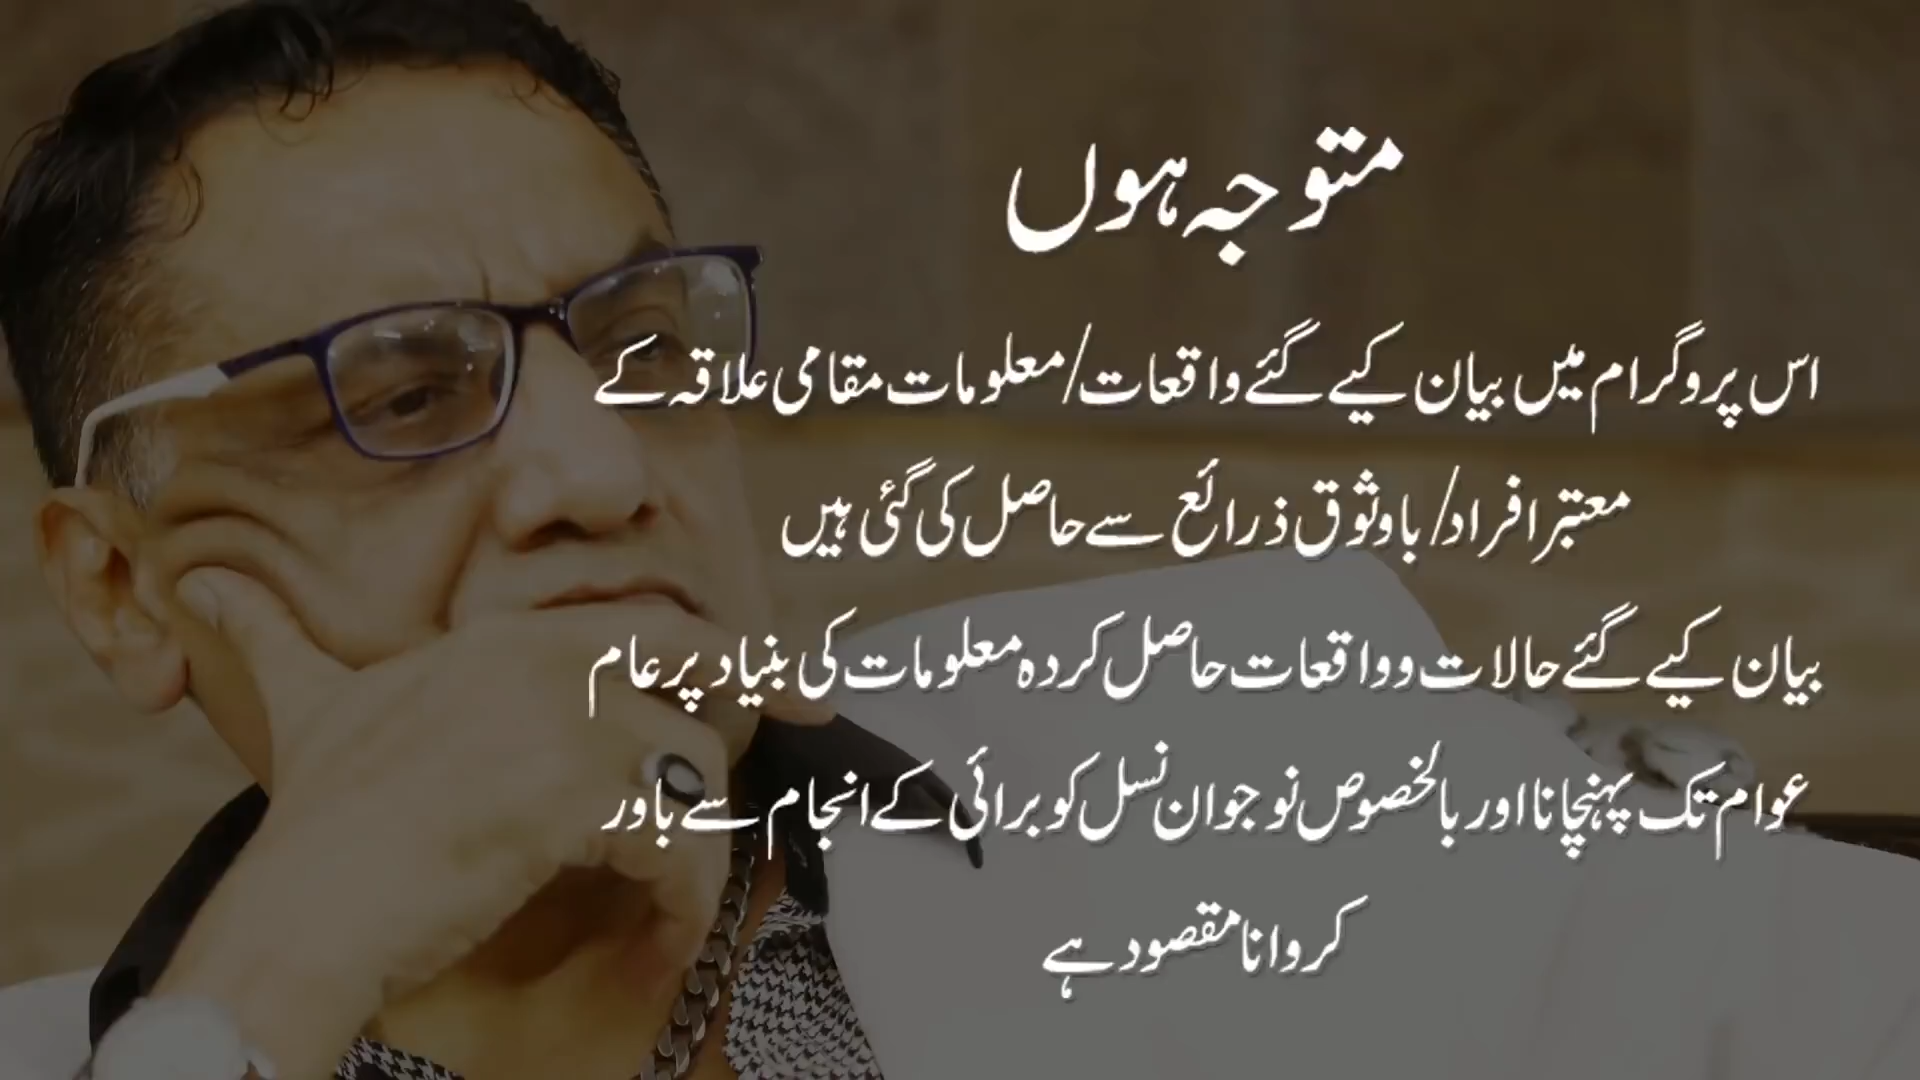 متوجہ ہوں
اس پروگرام میں بیان کیے گئے واقعات/معلومات مقامی علاقہ کے
معتبر افراد/ باوثوق ذرائع سے حاصل کی گئی ہیں
بیان کیے گئے حالات و واقعات حاصل کردہ معلومات کی بنیاد پر عام
عوام تک پہنچانا اور بالخصوص نوجوان نسل کو برائی کے انجام سے باور
کروانا مقصود ہے